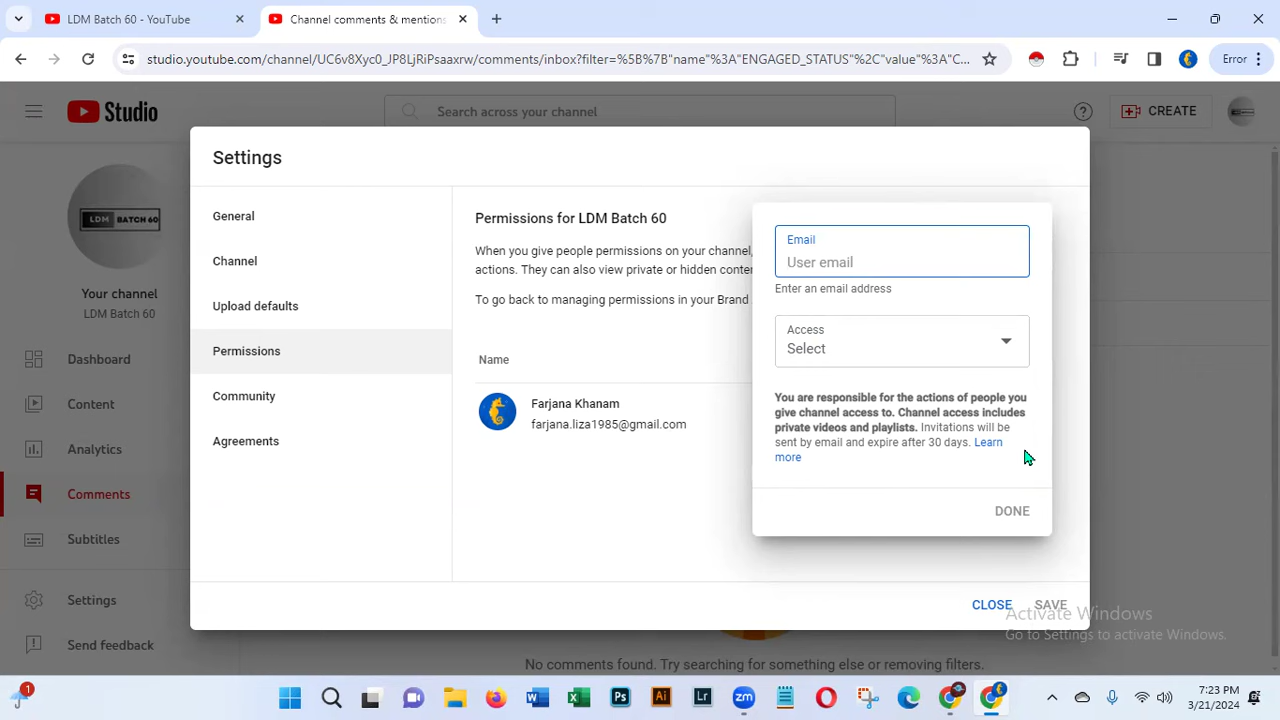 LDM Batch 60 - YouTube
Channel comments & mentions
studio.youtube.com/channel/UC6v8Xyc0_JP8LjBjP-saarrw/comments/inbox?filter=%5B%7B"name"%3A"ENGAGED_STATUS"%2C"value"%3A%C...
Error
Studio
Search across your channel
CREATE
LDM BATCH 60
Your channel
LDM Batch 60
Dashboard
Content
Analytics
Comments
Subtitles
Settings
Send feedback
Settings
General
Channel
Upload defaults
Permissions
Community
Agreements
Permissions for LDM Batch 60
When you give people permissions on your channel,
actions. They can also view private or hidden conte
To go back to managing permissions in your Brand
Name
Farjana Khanam
farjana.liza1985@gmail.com
Email
User email
Enter an email address
Access
Select
You are responsible for the actions of people you
give channel access to. Channel access includes
private videos and playlists. Invitations will be
sent by email and expire after 30 days. Learn
more
DONE
CLOSE
SAVE
Activate Windows
Go to Settings to activate Windows.
No comments found. Try searching for something else or removing filters.
1
7:23 PM
3/21/2024